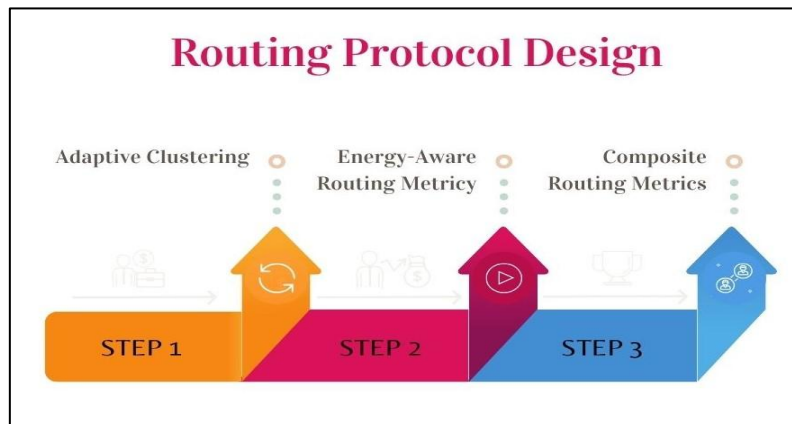 Routing Protocol Design
Adaptive Clustering
Energy-Aware
Routing Metricy
Composite
Routing Metrics
STEP 1
STEP 2
STEP 3